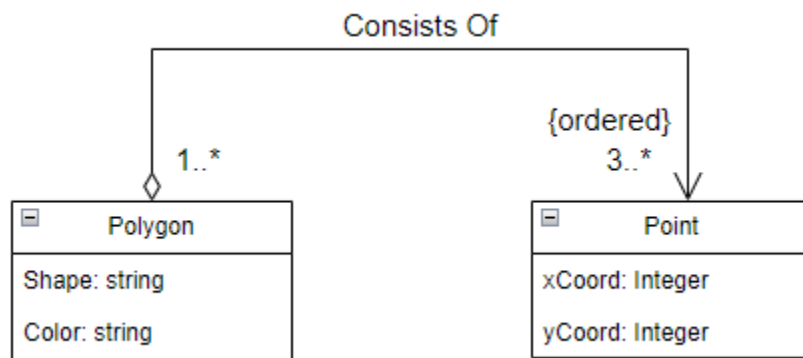 Consists Of
{ordered}
1..*
3..*
Polygon
Shape: string
Color: string
Point
xCoord: Integer
yCoord: Integer